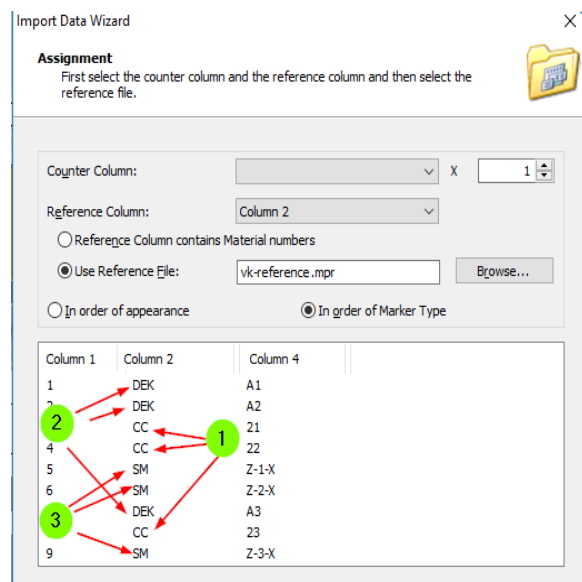 Import Data Wizard
Assignment
First select the counter column and the reference column and then select the
reference file.
Counter Column: X 1
Reference Column: Column 2
Reference Column contains Material numbers
Use Reference File: vk-reference.mpr Browse...
In order of appearance In order of Marker Type
Column 1 Column 2 Column 4
1 DEK A1
DEK A2
2
CC 21
1
4 CC 22
5 SM Z-1-X
6 SM Z-2-X
DEK A3
3
CC 23
9 SM Z-3-X